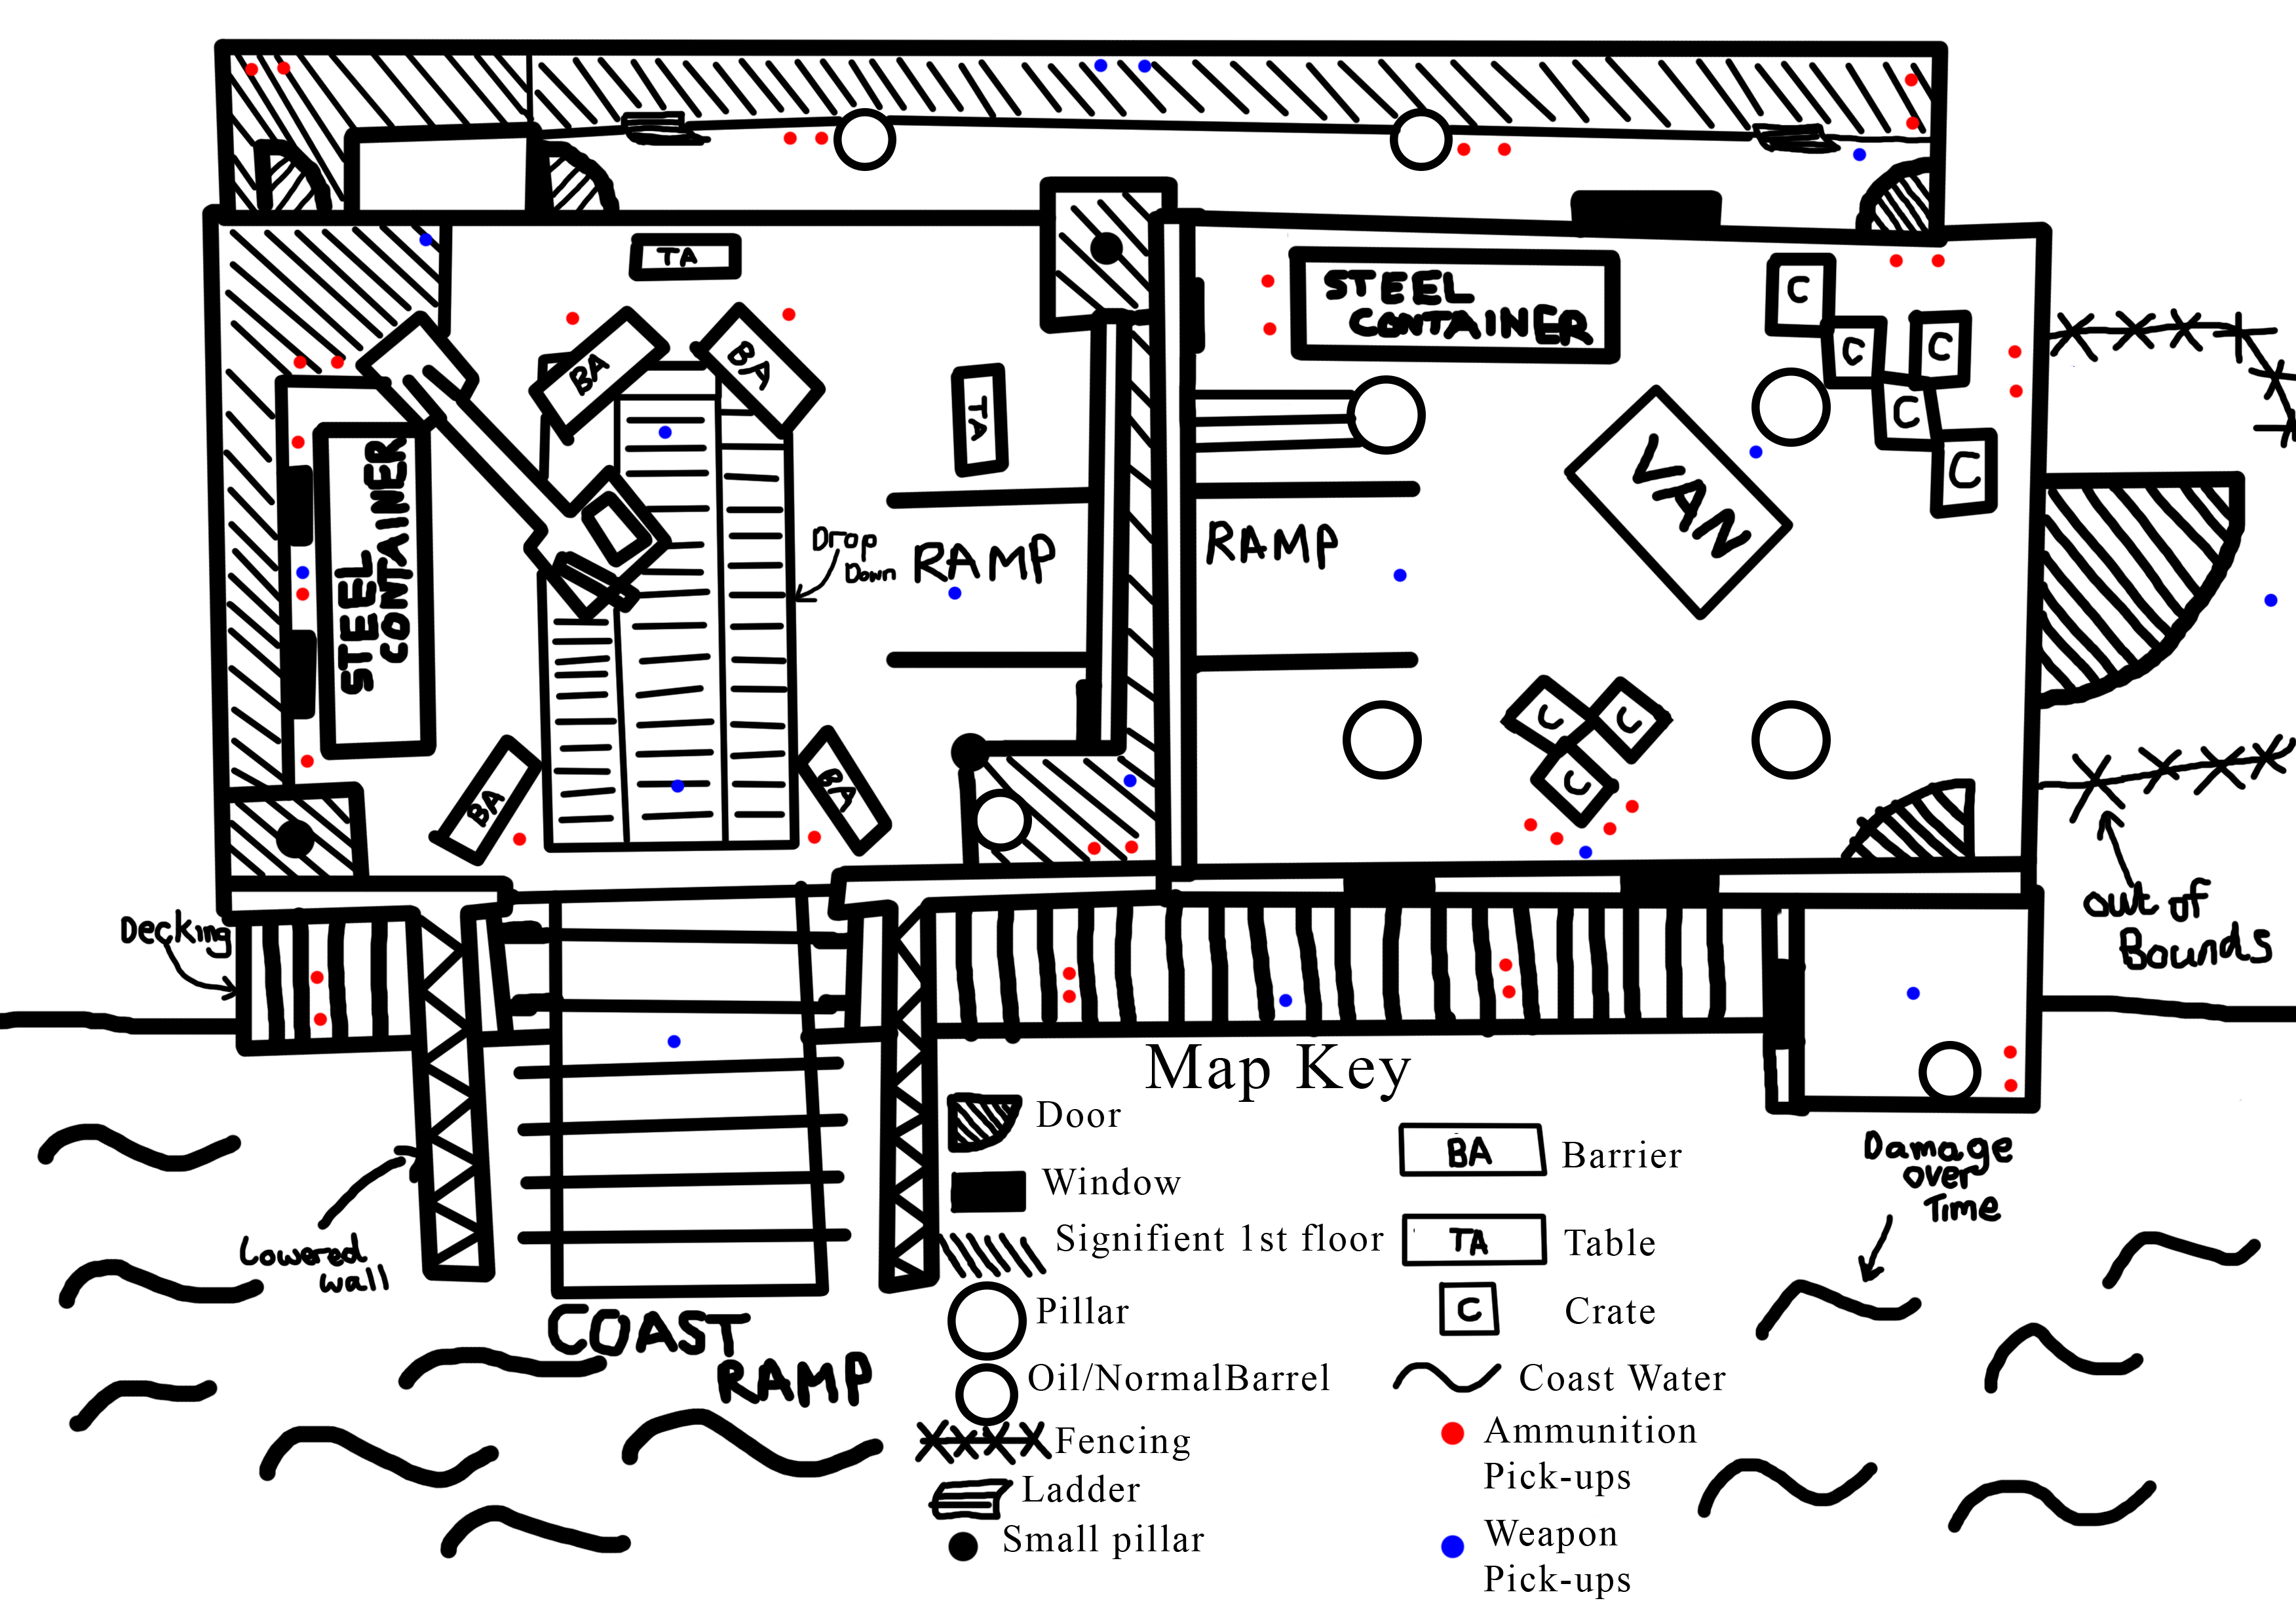 TA
STEEL
CONTAINER
C
C
C
C
C
BA
BA
TA
VAN
STEEL
CONTAINER
Drop
Down
RAMP
RAMP
C
C
C
BA
BA
Decking
out of
Bounds
Map Key
Door
Window
Signifient 1st floor
Pillar
Oil/NormalBarrel
Fencing
Ladder
Small pillar
BA
Barrier
TA
Table
C
Crate
Coast Water
Ammunition
Pick-ups
Weapon
Pick-ups
Damage
over
Time
Lowered
wall
COAST
RAMP